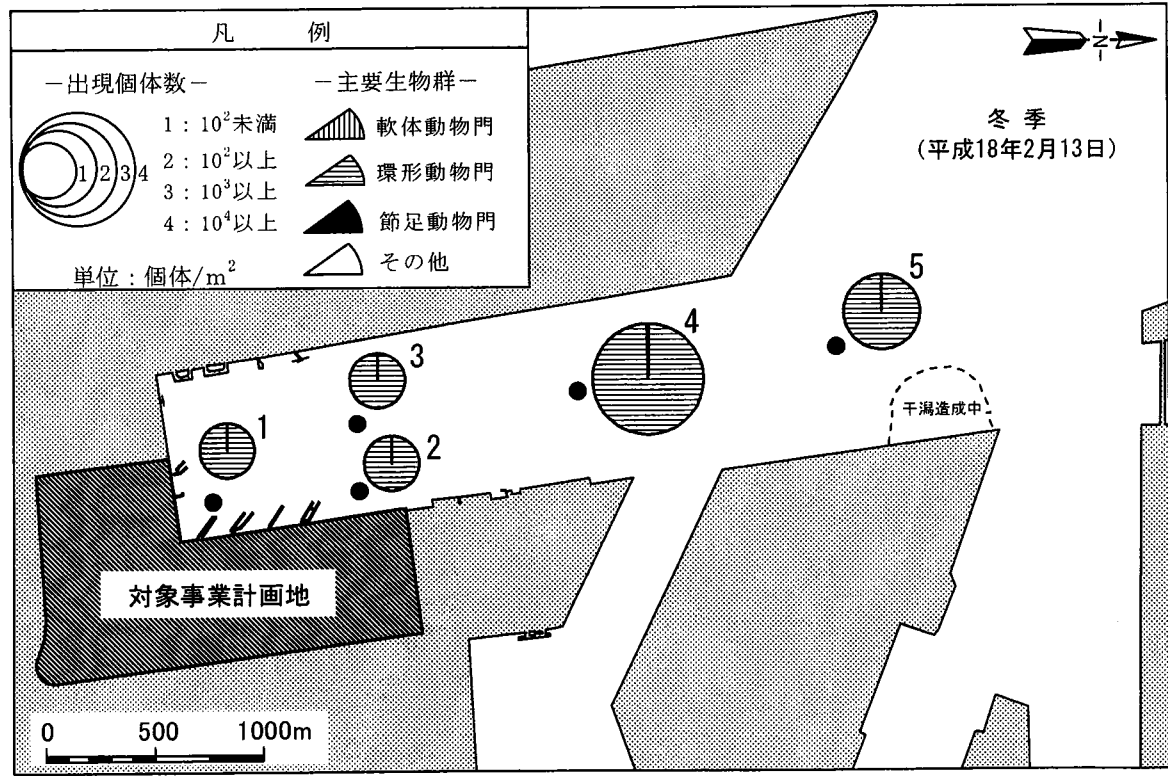 凡 例
－出現個体数－
1 2 3 4
1：10²未満
2：10²以上
3：10³以上
4：10⁴以上
単位：個体/m²
－主要生物群－
軟体動物門
環形動物門
節足動物門
その他
N
冬季
(平成18年2月13日)
5
4
3
1
2
干潟造成中
対象事業計画地
0 500 1000m